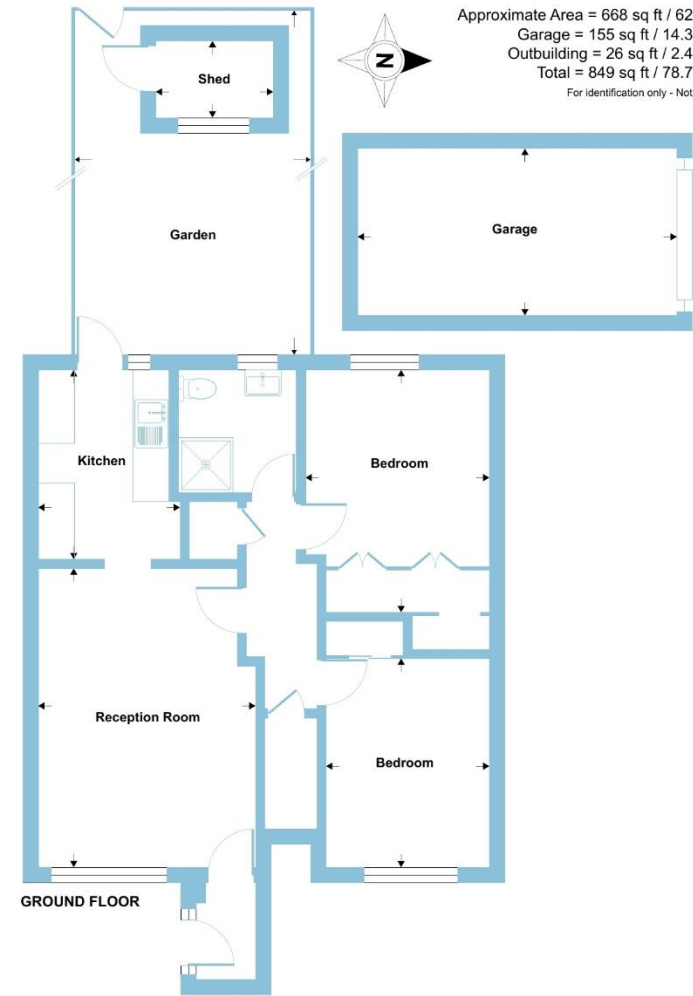 Approximate Area = 668 sq ft / 62
Garage = 155 sq ft / 14.3
Outbuilding = 26 sq ft / 2.4
Total = 849 sq ft / 78.7
For identification only - Not
N
Shed
Garden
Garage
Kitchen
Bedroom
Reception Room
Bedroom
GROUND FLOOR